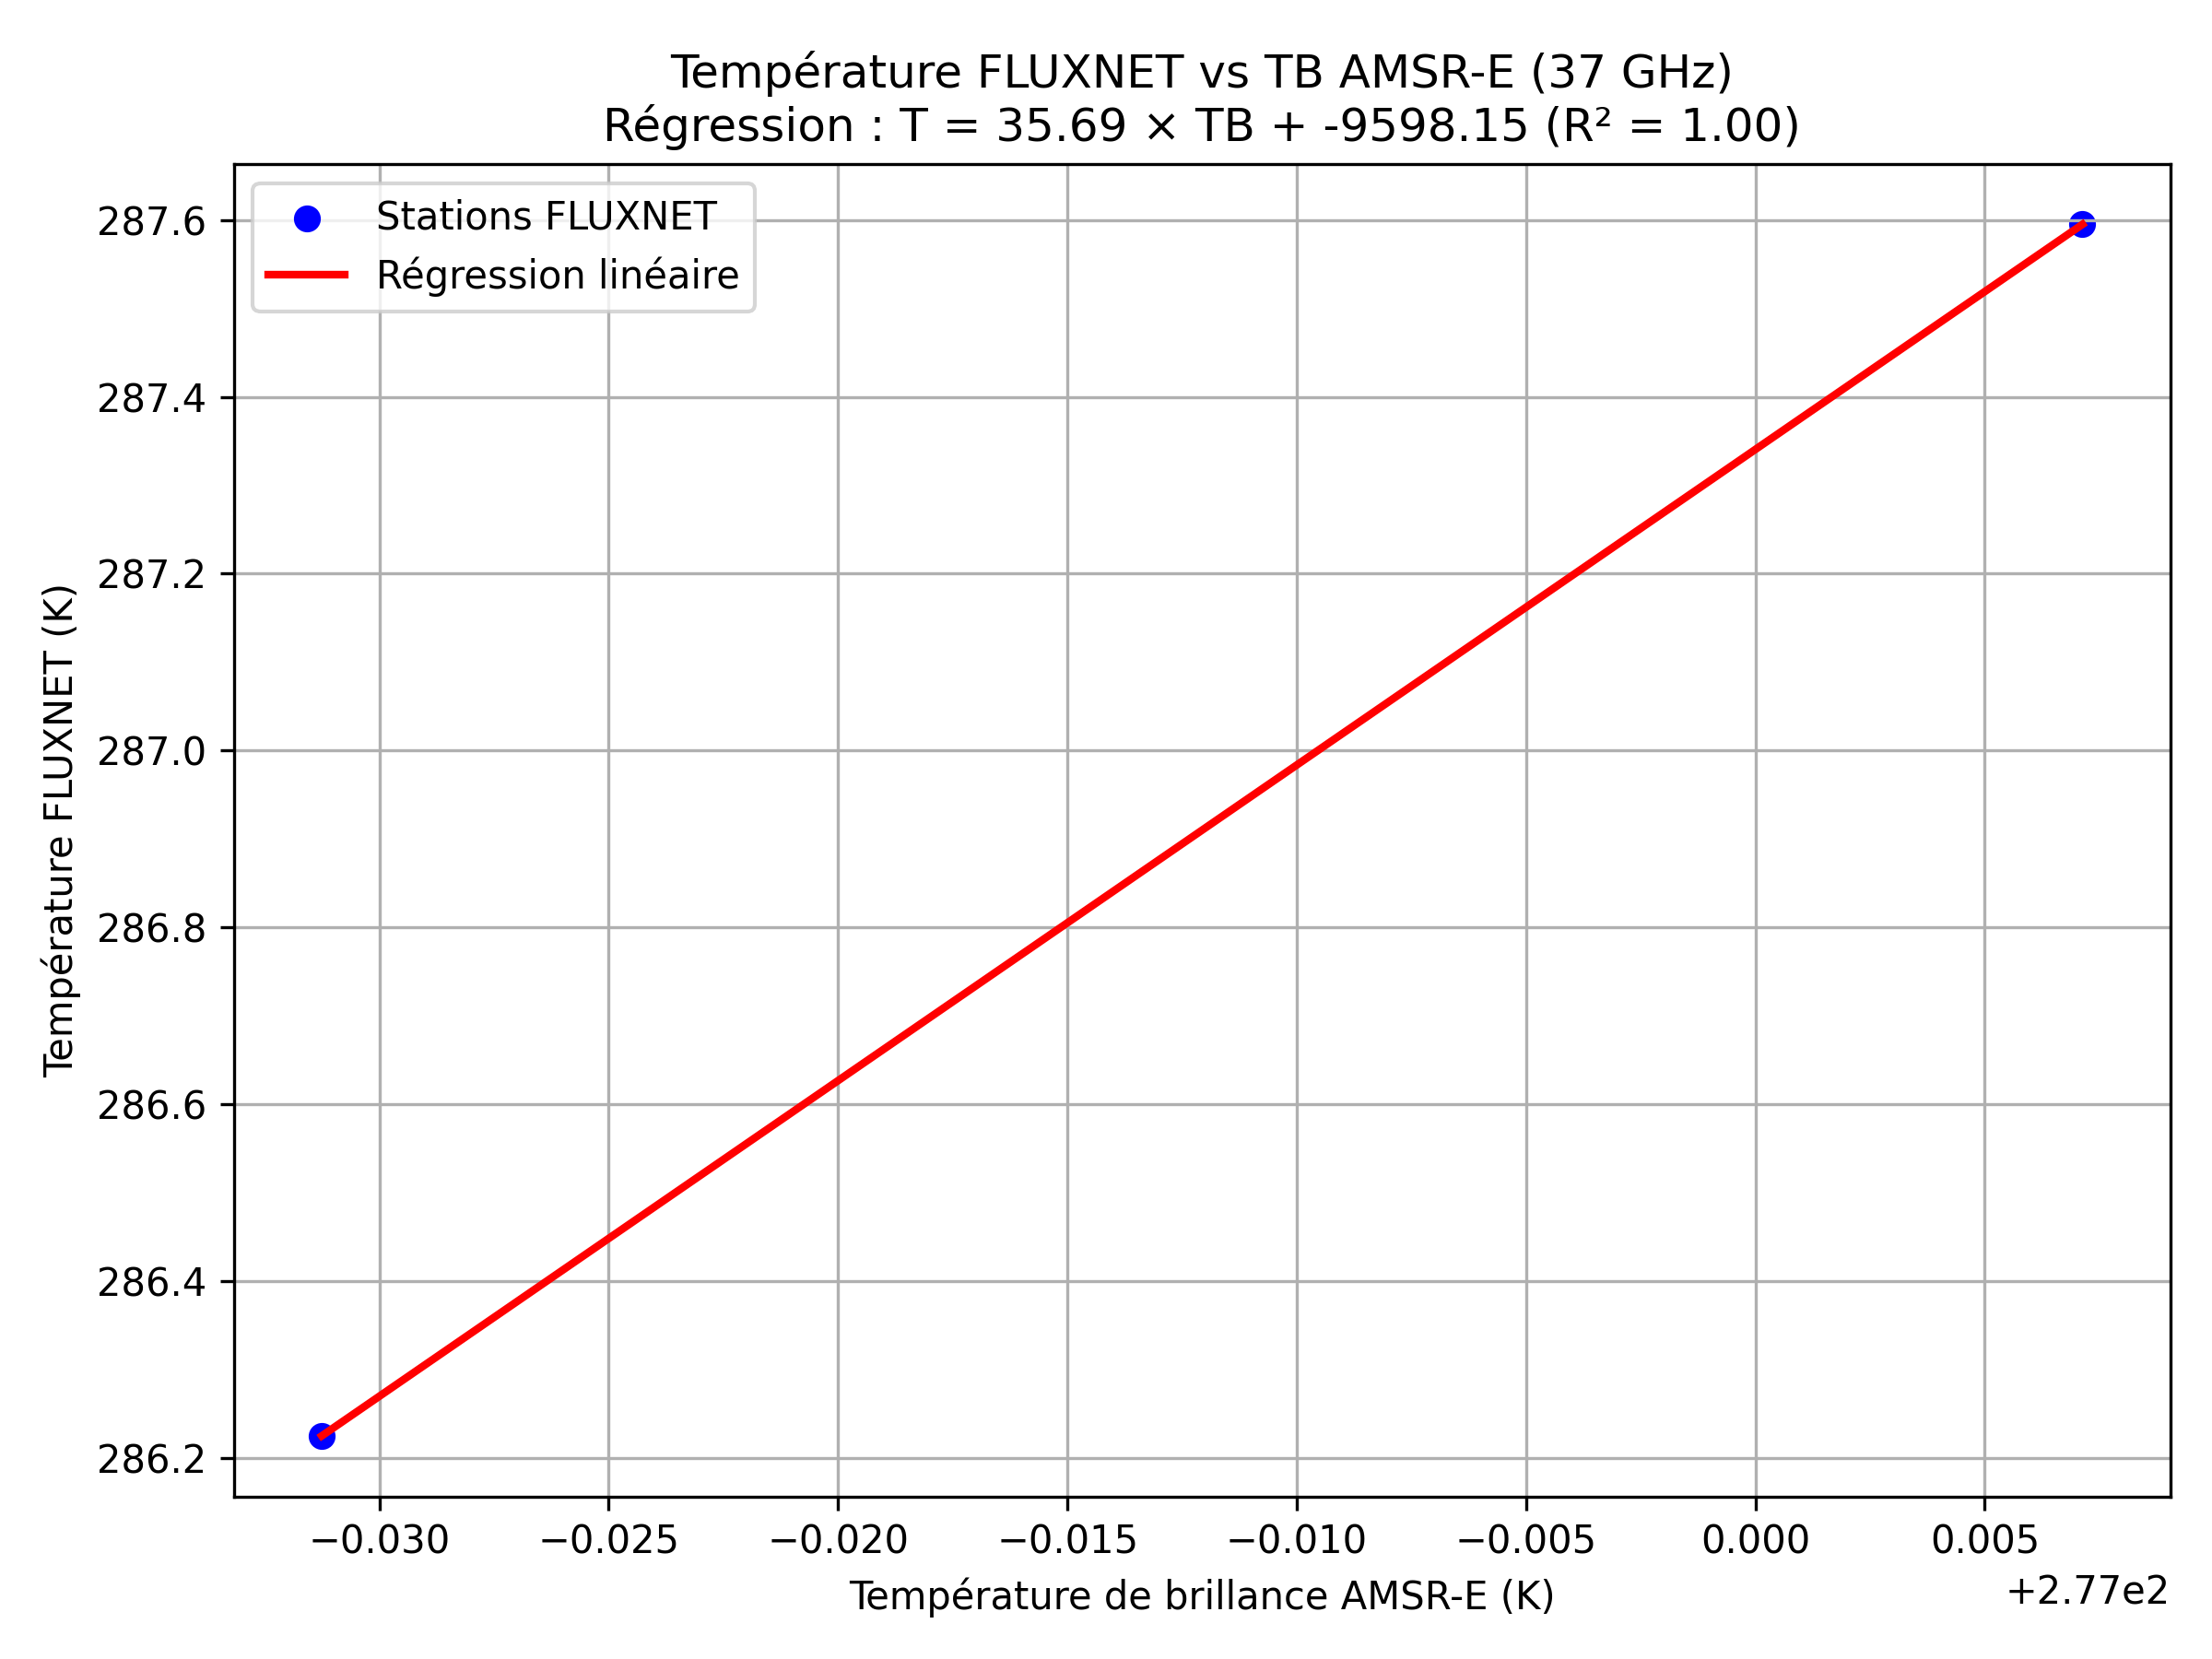 Température FLUXNET vs TB AMSR-E (37 GHz)
Régression : T = 35.69 × TB + -9598.15 (R² = 1.00)
Stations FLUXNET
Régression linéaire
Température FLUXNET (K)
287.6
287.4
287.2
287.0
286.8
286.6
286.4
286.2
−0.030 −0.025 −0.020 −0.015 −0.010 −0.005 0.000 0.005
Température de brillance AMSR-E (K)
+2.77e2